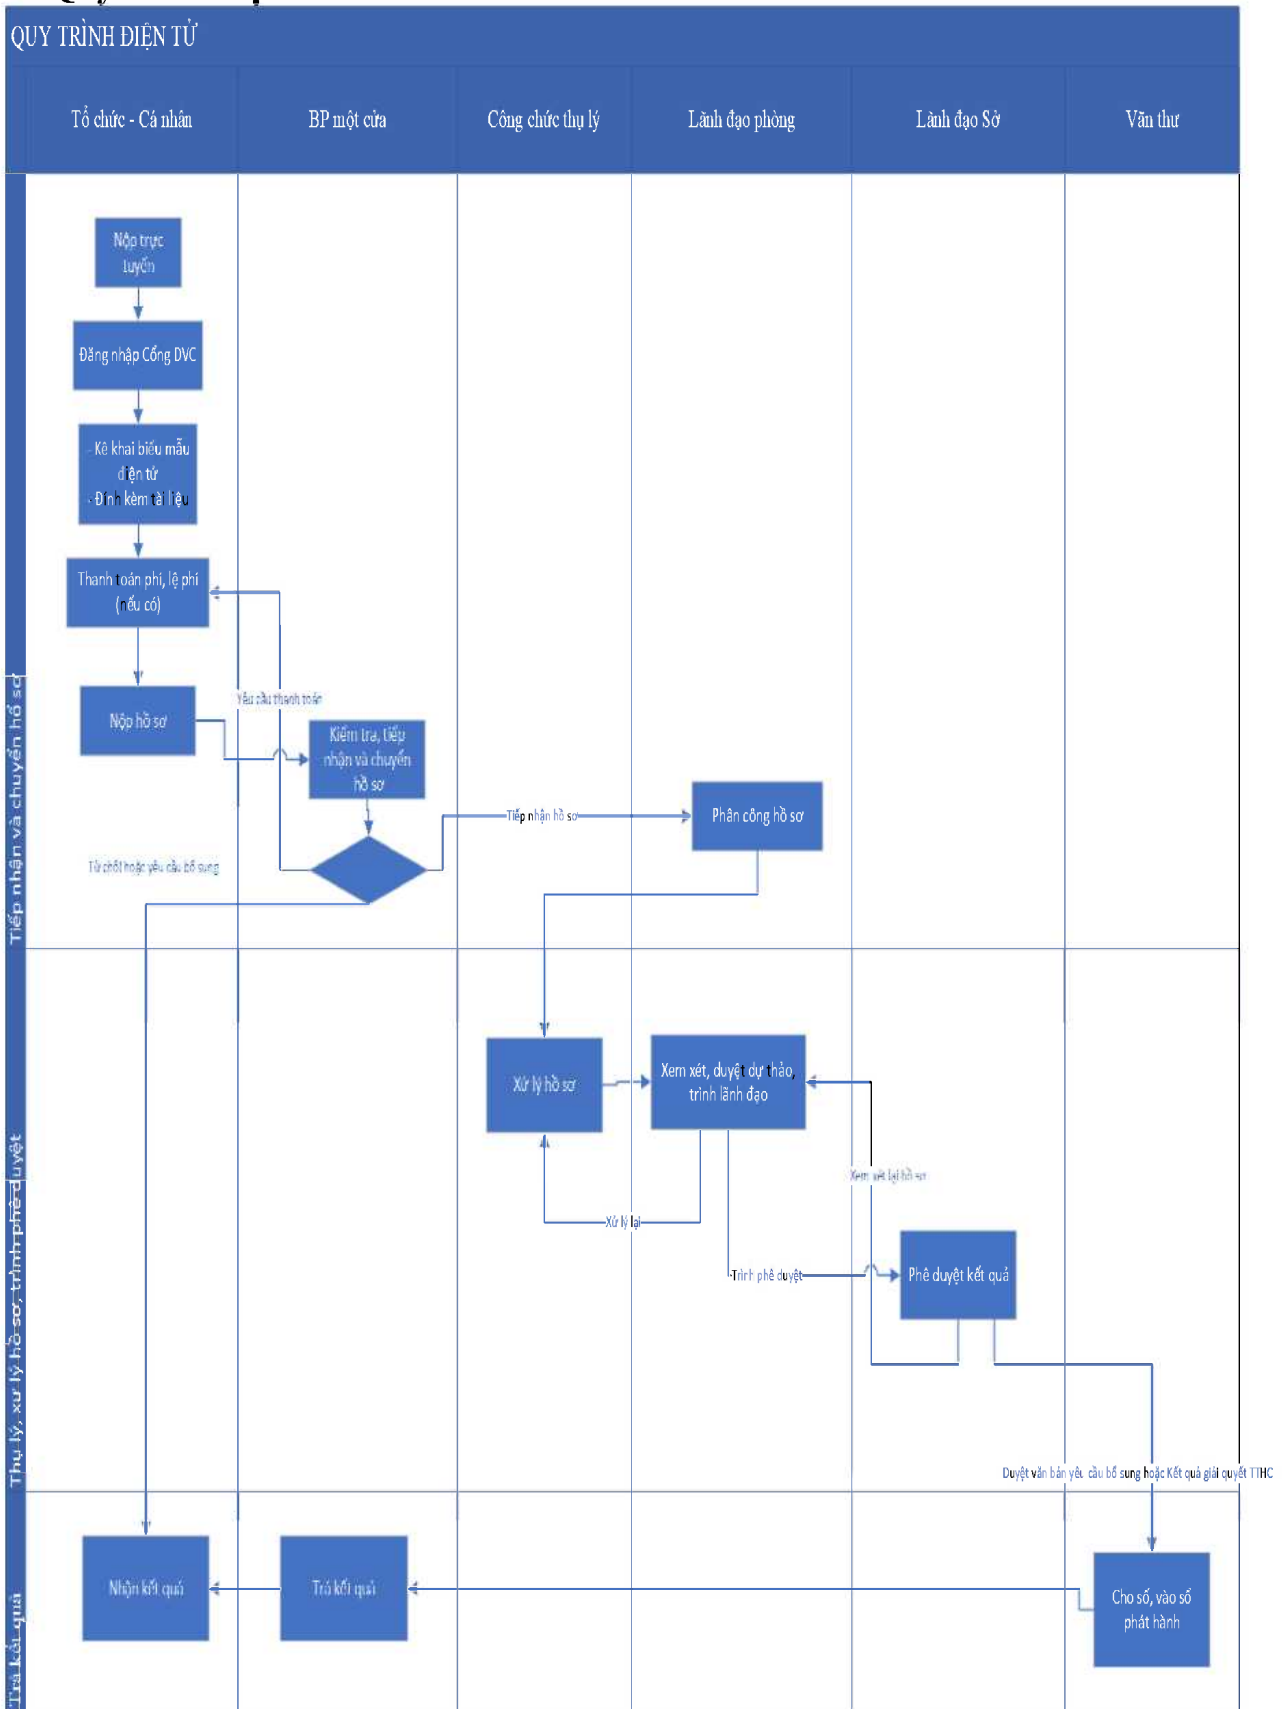 QUY TRÌNH ĐIỆN TỬ
Tổ chức - Cá nhân
BP một cửa
Công chức thụ lý
Lãnh đạo phòng
Lãnh đạo Sở
Văn thư
Tiếp nhận và chuyển hồ sơ
Nộp trực
tuyến
Đăng nhập Cổng DVC
- Kê khai biểu mẫu
điện tử
- Đính kèm tài liệu
Thanh toán phí, lệ phí
(nếu có)
Yêu cầu thanh toán
Nộp hồ sơ
Kiểm tra, tiếp
nhận và chuyển
hồ sơ
Tiếp nhận hồ sơ
Phân công hồ sơ
Từ chối hoặc yêu cầu bổ sung
Thụ lý, xử lý hồ sơ, trình phê duyệt
Xử lý hồ sơ
Xem xét, duyệt dự thảo,
trình lãnh đạo
Xem xét lại hồ sơ
Xử lý lại
Trình phê duyệt
Phê duyệt kết quả
Duyệt văn bản yêu cầu bổ sung hoặc Kết quả giải quyết TTHC
Trả kết quả
Nhận kết quả
Trả kết quả
Cho số, vào sổ
phát hành